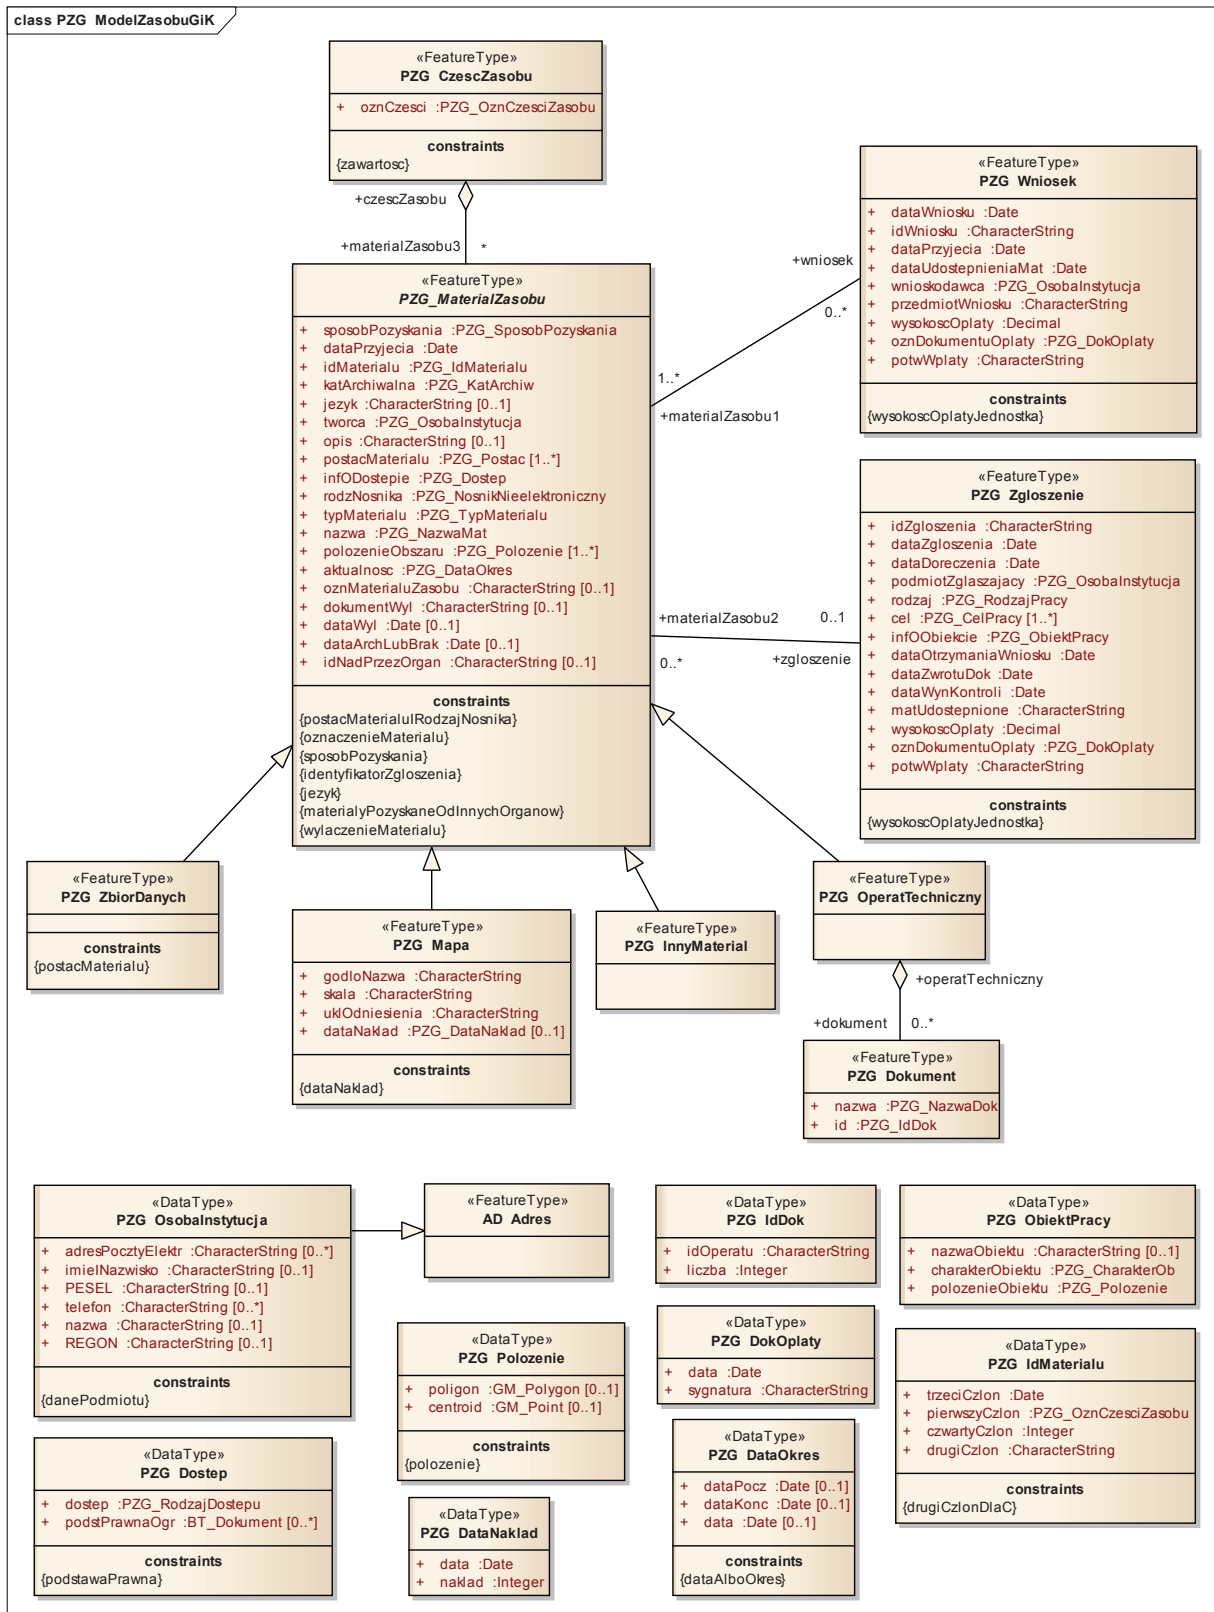 class PZG_ModelZasobuGiK
«FeatureType»
PZG_CzescZasobu
+ oznCzesci :PZG_OznCzesciZasobu
constraints
{zawartosc}
+czescZasobu
+materialZasobu3
*
«FeatureType»
PZG_MaterialZasobu
+ sposobPozyskania :PZG_SposobPozyskania
+ dataPrzyjecia :Date
+ idMaterialu :PZG_IdMaterialu
+ katArchiwalna :PZG_KatArchiw
+ jezyk :CharacterString [0..1]
+ tworca :PZG_OsobaInstytucja
+ opis :CharacterString [0..1]
+ postacMaterialu :PZG_Postac [1..*]
+ infODostepie :PZG_Dostep
+ rodzNosnika :PZG_NosnikNieelektroniczny
+ typMaterialu :PZG_TypMaterialu
+ nazwa :PZG_NazwaMat
+ polozenieObszaru :PZG_Polozenie [1..*]
+ aktualnosc :PZG_DataOkres
+ oznMaterialuZasobu :CharacterString [0..1]
+ dokumentWyl :CharacterString [0..1]
+ dataWyl :Date [0..1]
+ dataArchLubBrak :Date [0..1]
+ idNadPrzezOrgan :CharacterString [0..1]
constraints
{postacMaterialuIRodzajNosnika}
{oznaczenieMaterialu}
{sposobPozyskania}
{identyfikatorZgloszenia}
{jezyk}
{materialyPozyskaneOdInnychOrganow}
{wylaczenieMaterialu}
+wniosek
0..*
1..*
+materialZasobu1
«FeatureType»
PZG_Wniosek
+ dataWniosku :Date
+ idWniosku :CharacterString
+ dataPrzyjecia :Date
+ dataUdostepnieniaMat :Date
+ wnioskodawca :PZG_OsobaInstytucja
+ przedmiotWniosku :CharacterString
+ wysokoscOplaty :Decimal
+ oznDokumentuOplaty :PZG_DokOplaty
+ potwWplaty :CharacterString
constraints
{wysokoscOplatyJednostka}
+materialZasobu2
0..1
0..*
+zgloszenie
«FeatureType»
PZG_Zgloszenie
+ idZgloszenia :CharacterString
+ dataZgloszenia :Date
+ dataDoreczenia :Date
+ podmiotZglaszajacy :PZG_OsobaInstytucja
+ rodzaj :PZG_RodzajPracy
+ cel :PZG_CelPracy [1..*]
+ infOObiekcie :PZG_ObiektPracy
+ dataOtrzymaniaWniosku :Date
+ dataZwrotuDok :Date
+ dataWynKontroli :Date
+ matUdostepnione :CharacterString
+ wysokoscOplaty :Decimal
+ oznDokumentuOplaty :PZG_DokOplaty
+ potwWplaty :CharacterString
constraints
{wysokoscOplatyJednostka}
«FeatureType»
PZG_ZbiorDanych
constraints
{postacMaterialu}
«FeatureType»
PZG_Mapa
+ godloNazwa :CharacterString
+ skala :CharacterString
+ uklOdniesienia :CharacterString
+ dataNaklad :PZG_DataNaklad [0..1]
constraints
{dataNaklad}
«FeatureType»
PZG_InnyMaterial
«FeatureType»
PZG_OperatTechniczny
+operatTechniczny
+dokument
0..*
«FeatureType»
PZG_Dokument
+ nazwa :PZG_NazwaDok
+ id :PZG_IdDok
«DataType»
PZG_OsobaInstytucja
+ adresPocztyElektr :CharacterString [0..*]
+ imieINazwisko :CharacterString [0..1]
+ PESEL :CharacterString [0..1]
+ telefon :CharacterString [0..*]
+ nazwa :CharacterString [0..1]
+ REGON :CharacterString [0..1]
constraints
{danePodmiotu}
«FeatureType»
AD_Adres
«DataType»
PZG_IdDok
+ idOperatu :CharacterString
+ liczba :Integer
«DataType»
PZG_ObiektPracy
+ nazwaObiektu :CharacterString [0..1]
+ charakterObiektu :PZG_CharakterOb
+ polozenieObiektu :PZG_Polozenie
«DataType»
PZG_Polozenie
+ poligon :GM_Polygon [0..1]
+ centroid :GM_Point [0..1]
constraints
{polozenie}
«DataType»
PZG_DokOplaty
+ data :Date
+ sygnatura :CharacterString
«DataType»
PZG_IdMaterialu
+ trzeciCzlon :Date
+ pierwszyCzlon :PZG_OznCzesciZasobu
+ czwartyCzlon :Integer
+ drugiCzlon :CharacterString
constraints
{drugiCzlonDlaC}
«DataType»
PZG_Dostep
+ dostep :PZG_RodzajDostepu
+ podstPrawnaOgr :BT_Dokument [0..*]
constraints
{podstawaPrawna}
«DataType»
PZG_DataNaklad
+ data :Date
+ naklad :Integer
«DataType»
PZG_DataOkres
+ dataPocz :Date [0..1]
+ dataKonc :Date [0..1]
+ data :Date [0..1]
constraints
{dataAlboOkres}